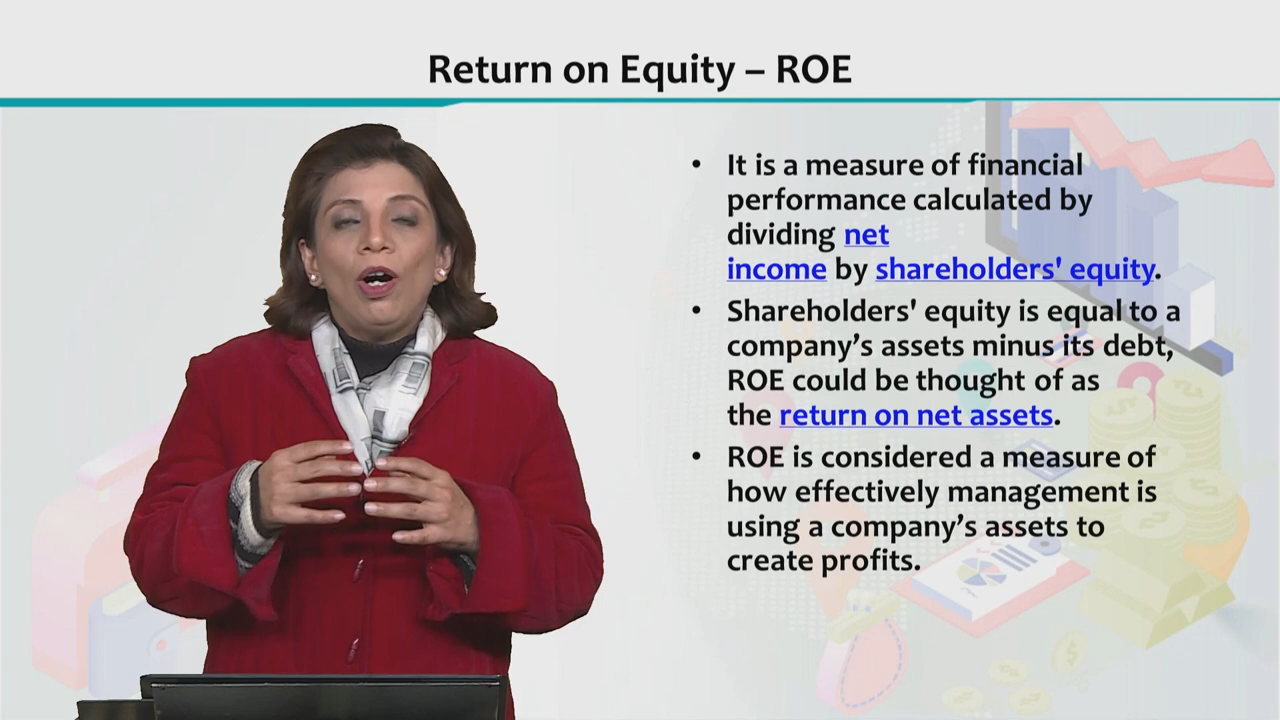 Return on Equity – ROE
• It is a measure of financial
performance calculated by
dividing net
income by shareholders' equity.
• Shareholders' equity is equal to a
company’s assets minus its debt,
ROE could be thought of as
the return on net assets.
• ROE is considered a measure of
how effectively management is
using a company’s assets to
create profits.